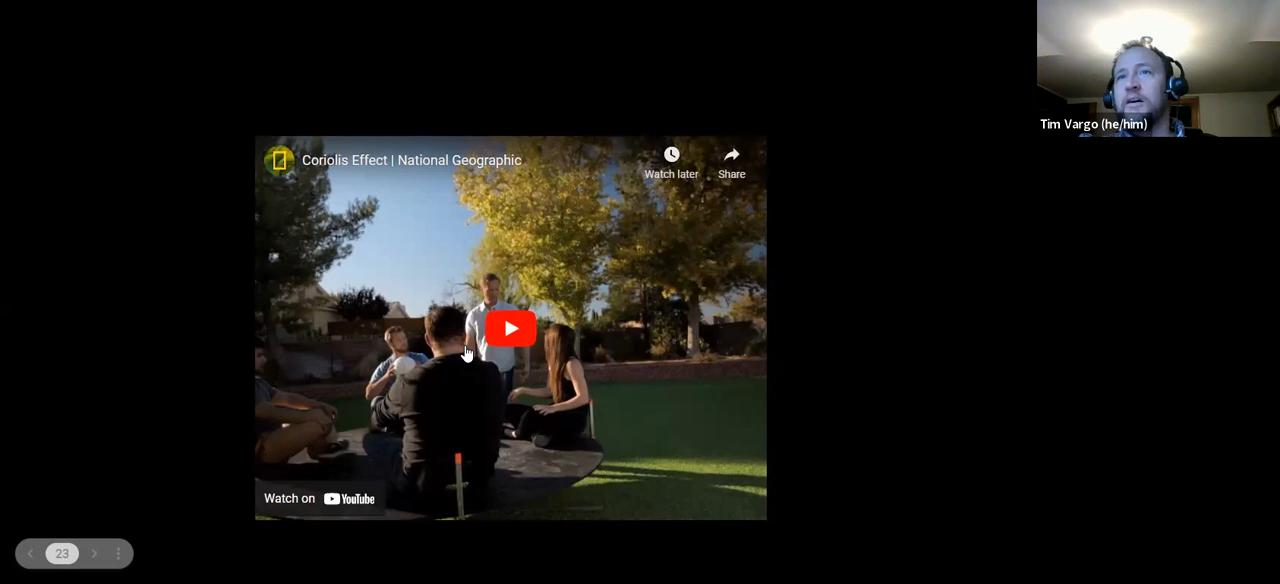 Coriolis Effect | National Geographic
Watch later
Share
Tim Vargo (he/him)
Watch on YouTube
23